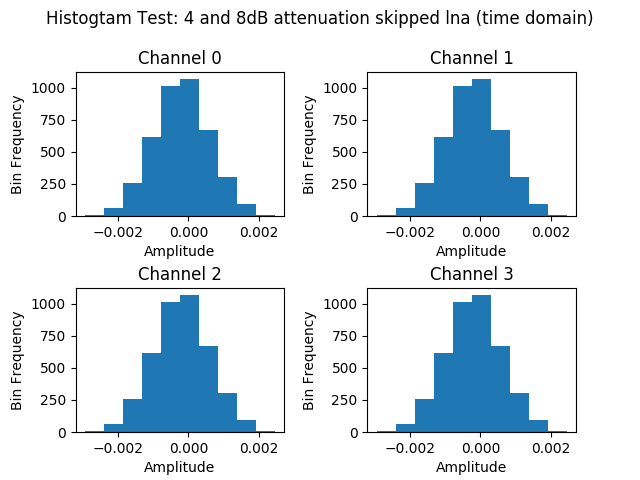 Histogtam Test: 4 and 8dB attenuation skipped lna (time domain)
Channel 0
Channel 1
1000
750
500
250
0
Bin Frequency
−0.002
0.000
0.002
Amplitude
1000
750
500
250
0
Bin Frequency
−0.002
0.000
0.002
Amplitude
Channel 2
Channel 3
1000
750
500
250
0
Bin Frequency
−0.002
0.000
0.002
Amplitude
1000
750
500
250
0
Bin Frequency
−0.002
0.000
0.002
Amplitude